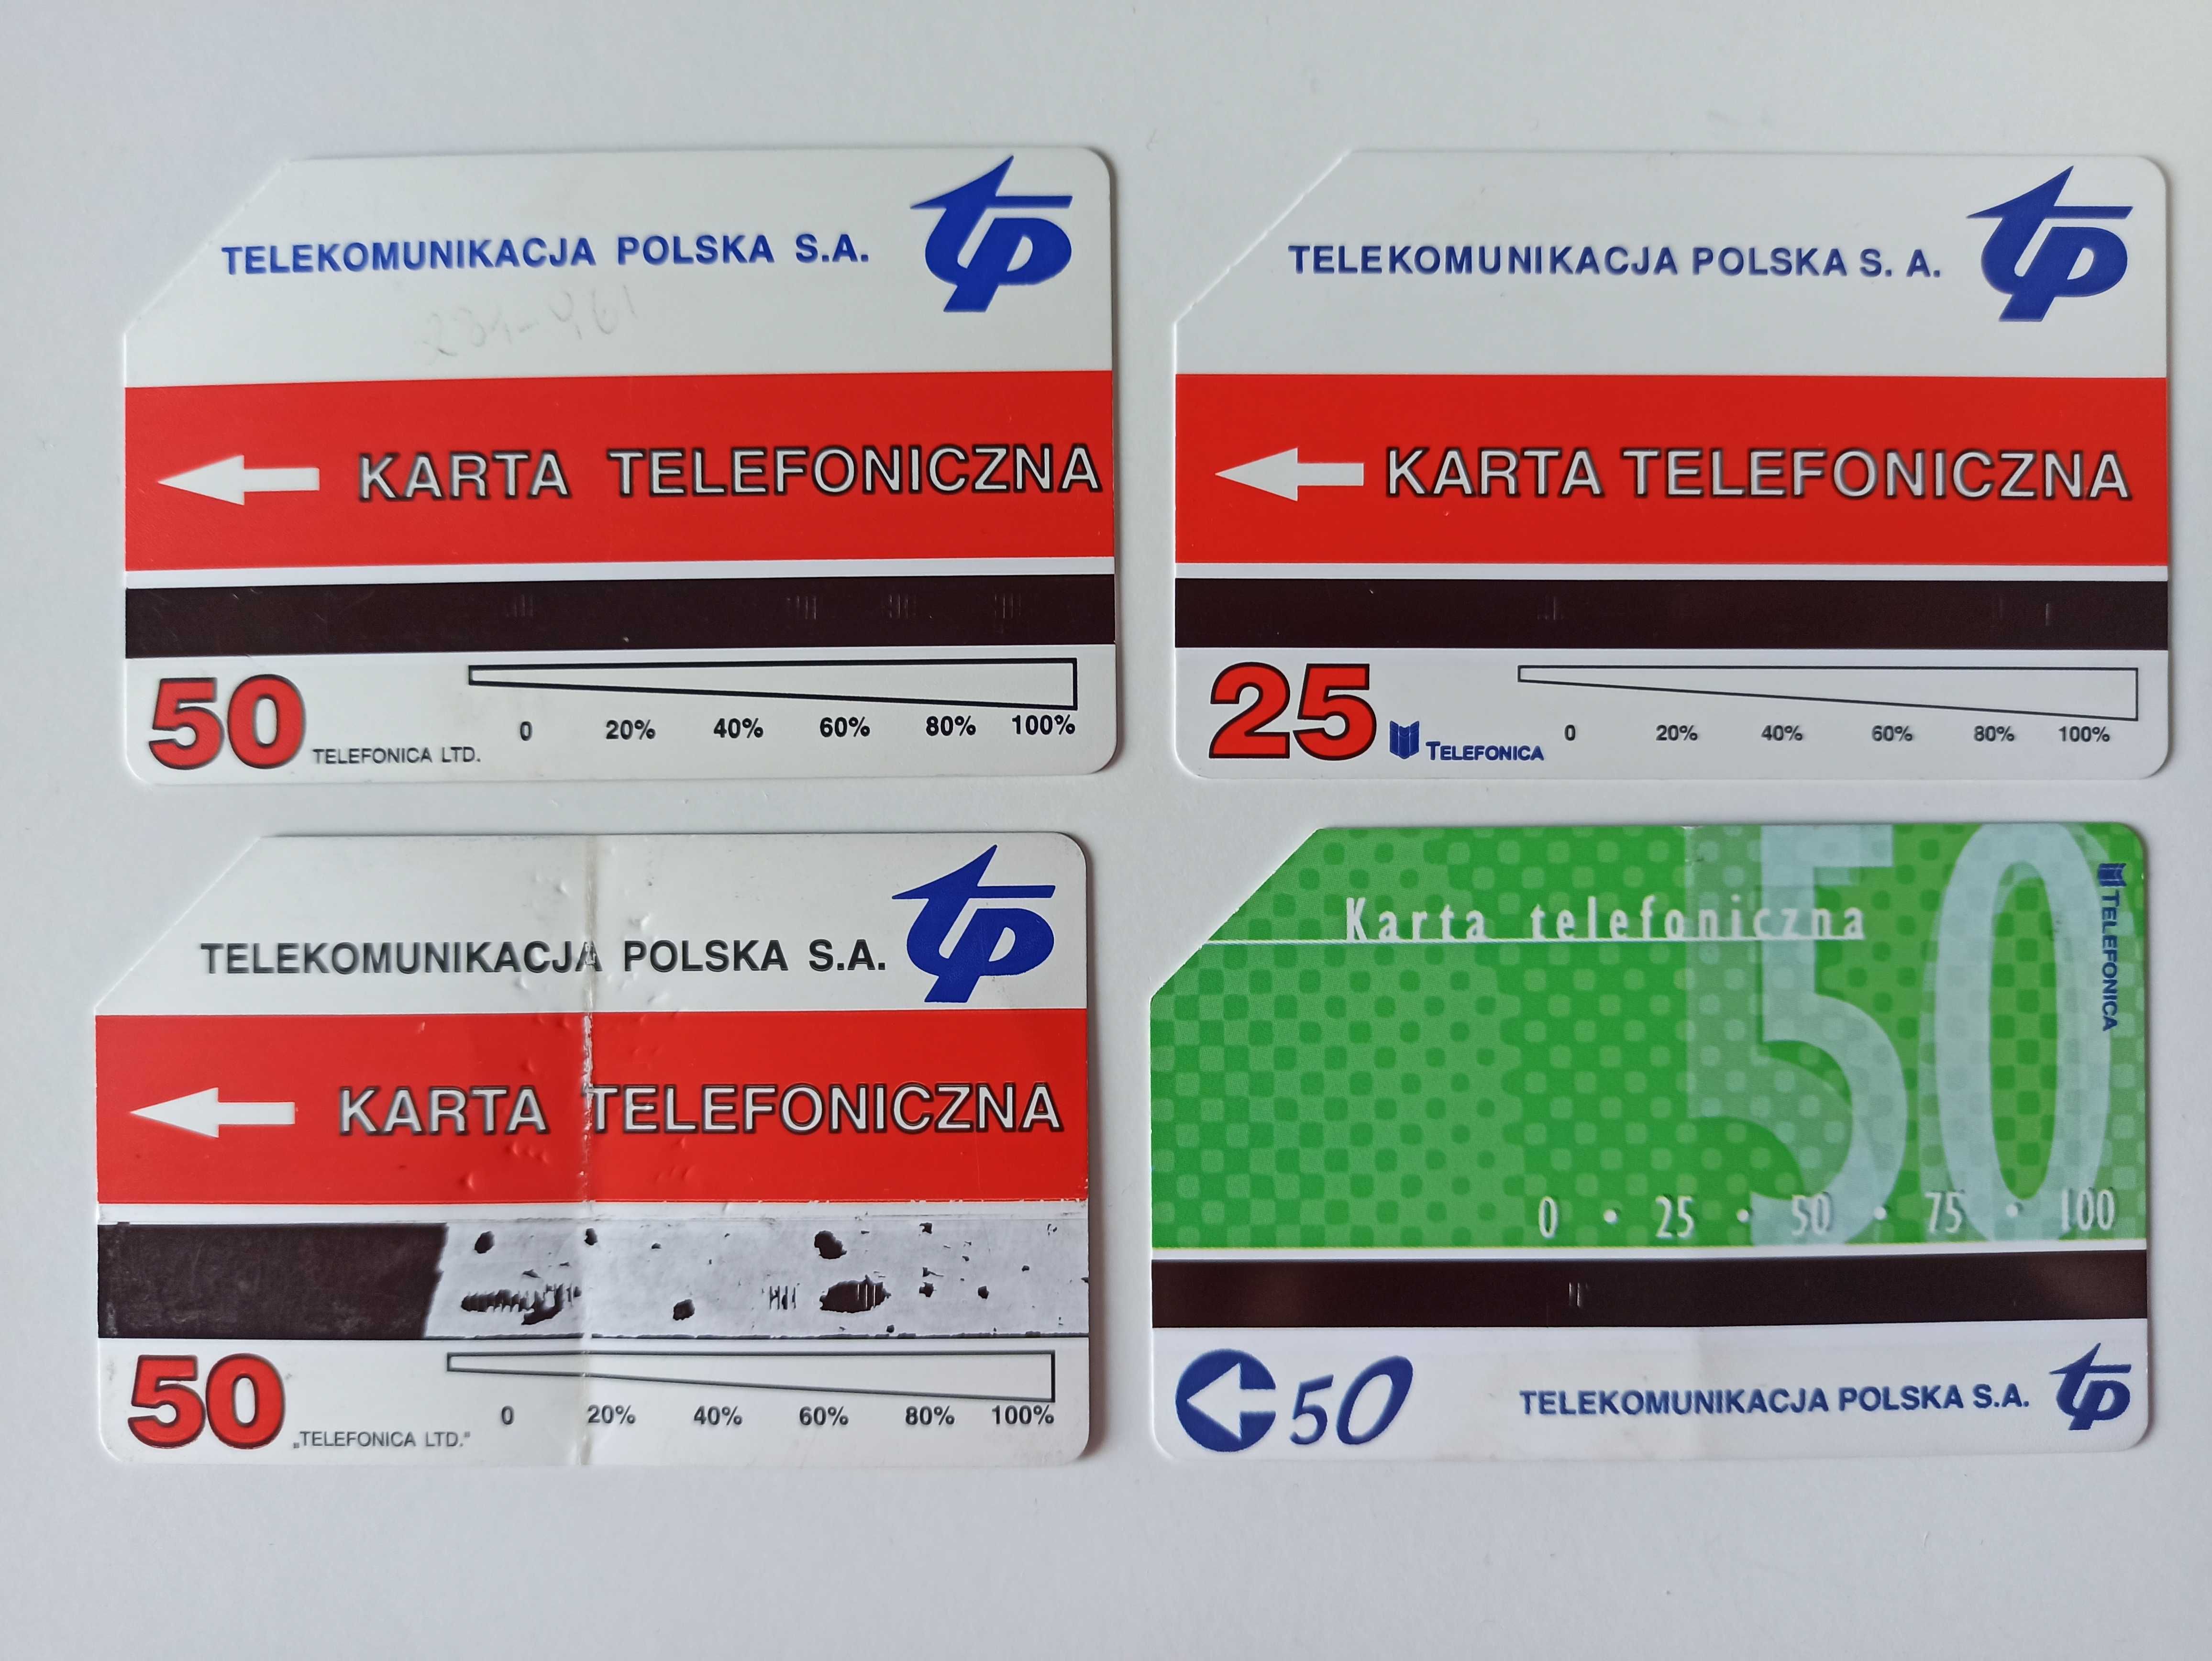 TELEKOMUNIKACJA POLSKA S.A.
tp
281-461
KARTA TELEFONICZNA
50
TELEFONICA LTD.
0 20% 40% 60% 80% 100%
TELEKOMUNIKACJA POLSKA S. A.
tp
KARTA TELEFONICZNA
25
TELEFONICA
0 20% 40% 60% 80% 100%
TELEKOMUNIKACJA POLSKA S.A.
tp
KARTA TELEFONICZNA
50
„TELEFONICA LTD."
0 20% 40% 60% 80% 100%
50
Karta telefoniczna
TELEFONICA
0 • 25 • 50 • 75 • 100
50
TELEKOMUNIKACJA POLSKA S.A.
tp